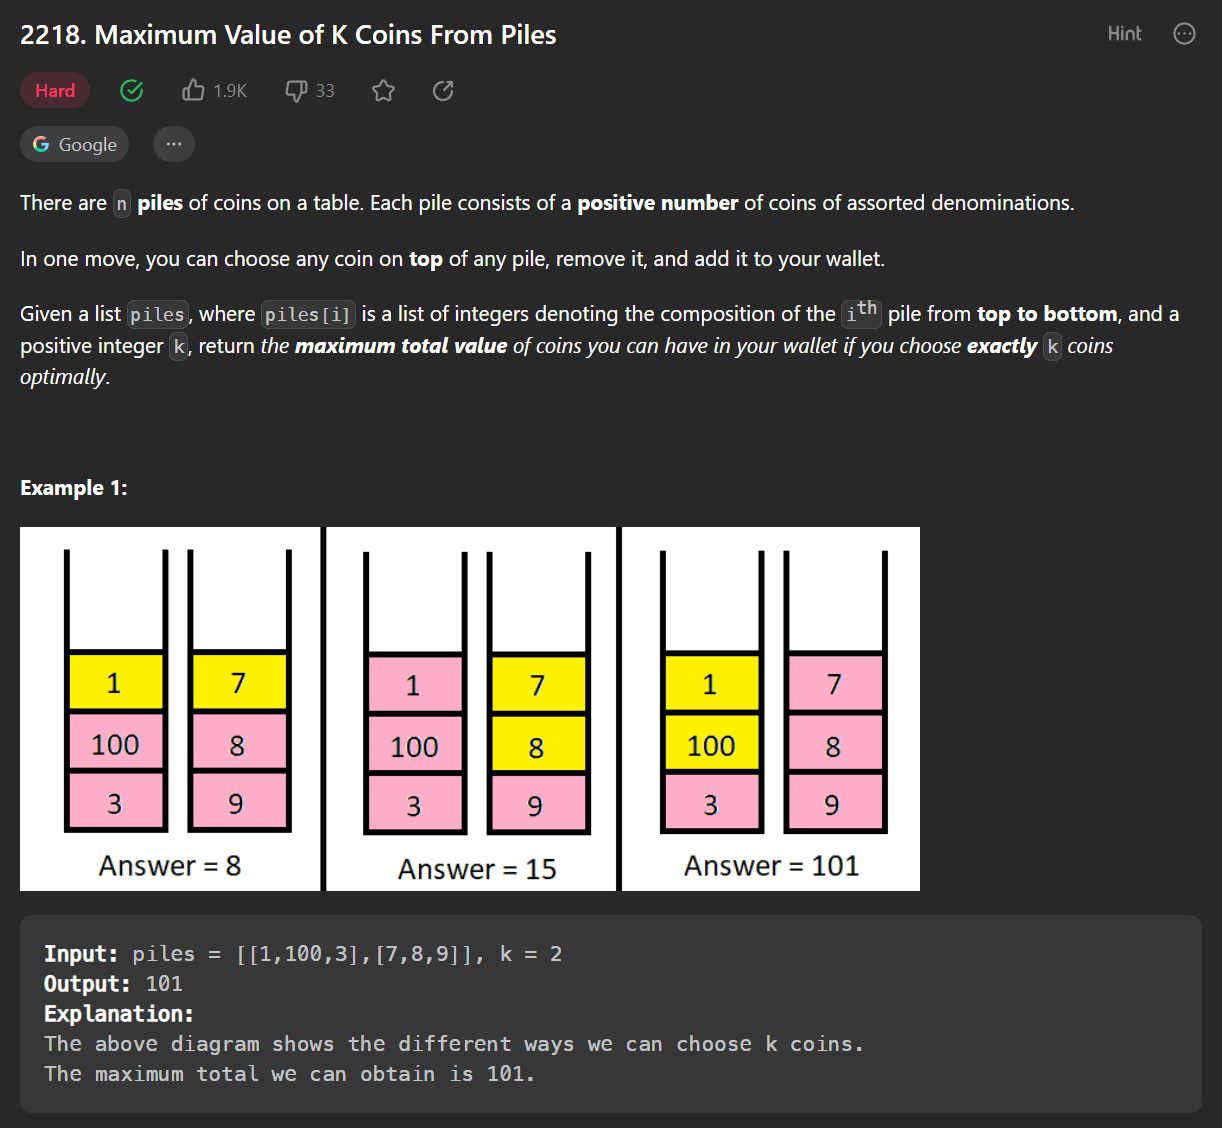 2218. Maximum Value of K Coins From Piles
Hint
Hard
1.9K
33
Google
There are n piles of coins on a table. Each pile consists of a positive number of coins of assorted denominations.
In one move, you can choose any coin on top of any pile, remove it, and add it to your wallet.
Given a list piles, where piles[i] is a list of integers denoting the composition of the ith pile from top to bottom, and a
positive integer k, return the maximum total value of coins you can have in your wallet if you choose exactly k coins
optimally.
Example 1:
1 7 1 7 1 7
100 8 100 8 100 8
3 9 3 9 3 9
Answer = 8 Answer = 15 Answer = 101
Input: piles = [[1,100,3],[7,8,9]], k = 2
Output: 101
Explanation:
The above diagram shows the different ways we can choose k coins.
The maximum total we can obtain is 101.